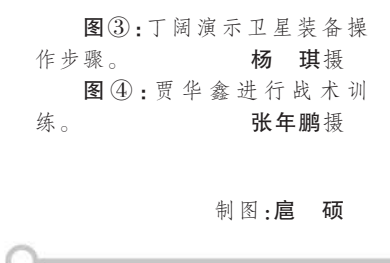 图③:丁阔演示卫星装备操
作步骤。 杨 琪摄
图④:贾华鑫进行战术训
练。 张年鹏摄
制图:扈 硕